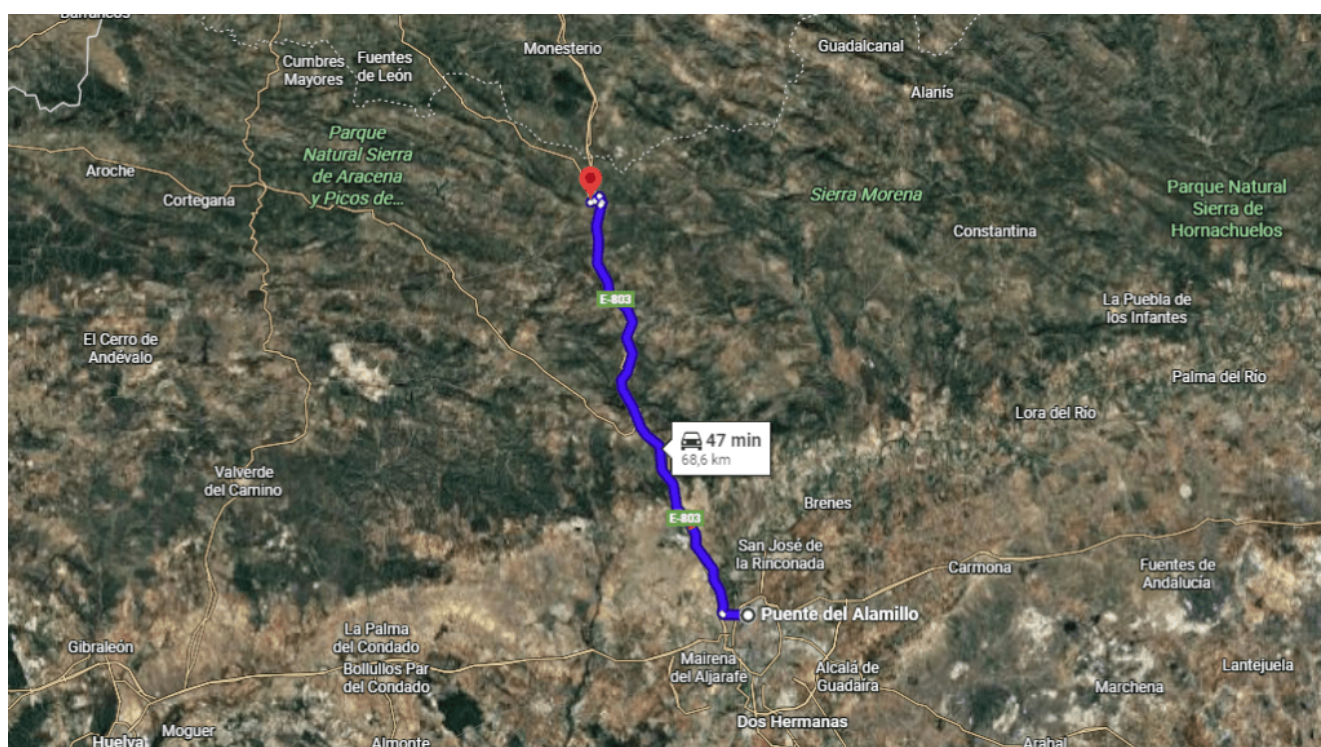 Barrancos
Monesterio
Guadalcanal
Cumbres
Mayores
Fuentes
de León
Alanís
Parque
Natural Sierra
de Aracena
y Picos de...
Aroche
Cortegana
Sierra Morena
Parque Natural
Sierra de
Hornachuelos
Constantina
E-803
La Puebla de
los Infantes
El Cerro de
Andévalo
Palma del Río
Lora del Río
47 min
68,6 km
Valverde
del Camino
Brenes
E-803
San José de
la Rinconada
Carmona
Fuentes de
Andalucía
Puente del Alamillo
La Palma
del Condado
Gibraleón
Bollullos Par
del Condado
Mairena
del Aljarafe
Alcalá de
Guadaira
Lantejuela
Marchena
Dos Hermanas
Moguer
Huelva
Almonte
Arahal